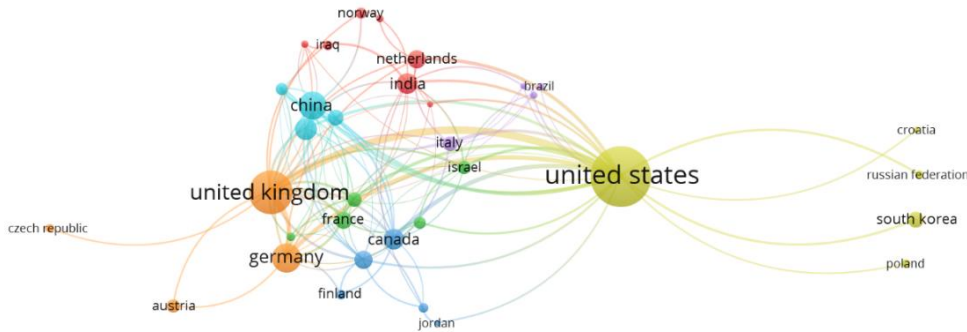 norway
iraq
netherlands
india
china
brazil
croatia
italy
israel
united states
russian federation
united kingdom
france
south korea
czech republic
canada
germany
poland
finland
austria
jordan